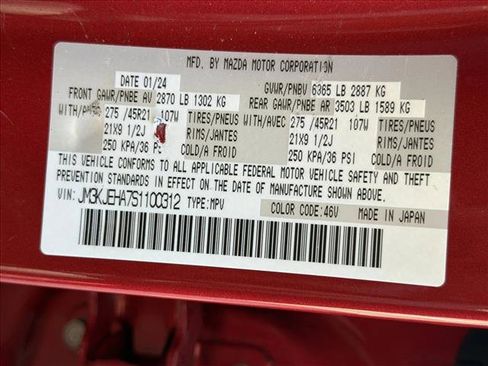 MFD. BY MAZDA MOTOR CORPORATION
DATE 01/24 GVWR/PNBV 6365 LB 2887 KG
FRONT GAWR/PNBE AV 2870 LB 1302 KG REAR GAWR/PNBE AR 3503 LB 1589 KG
WITH/AVEC 275 /45R21 107W TIRES/PNEUS WITH/AVEC 275 /45R21 107W TIRES/PNEUS
21X9 1/2J RIMS/JANTES 21X9 1/2J RIMS/JANTES
250 KPA/36 PSI COLD/A FROID 250 KPA/36 PSI COLD/A FROID
THIS VEHICLE CONFORMS TO ALL APPLICABLE FEDERAL MOTOR VEHICLE SAFETY AND THEFT
PREVENTION STANDARDS IN EFFECT ON THE DATE OF MANUFACTURE SHOWN ABOVE.
VIN: JM3KJEHA7S1100312 TYPE: MPV COLOR CODE: 46V MADE IN JAPAN